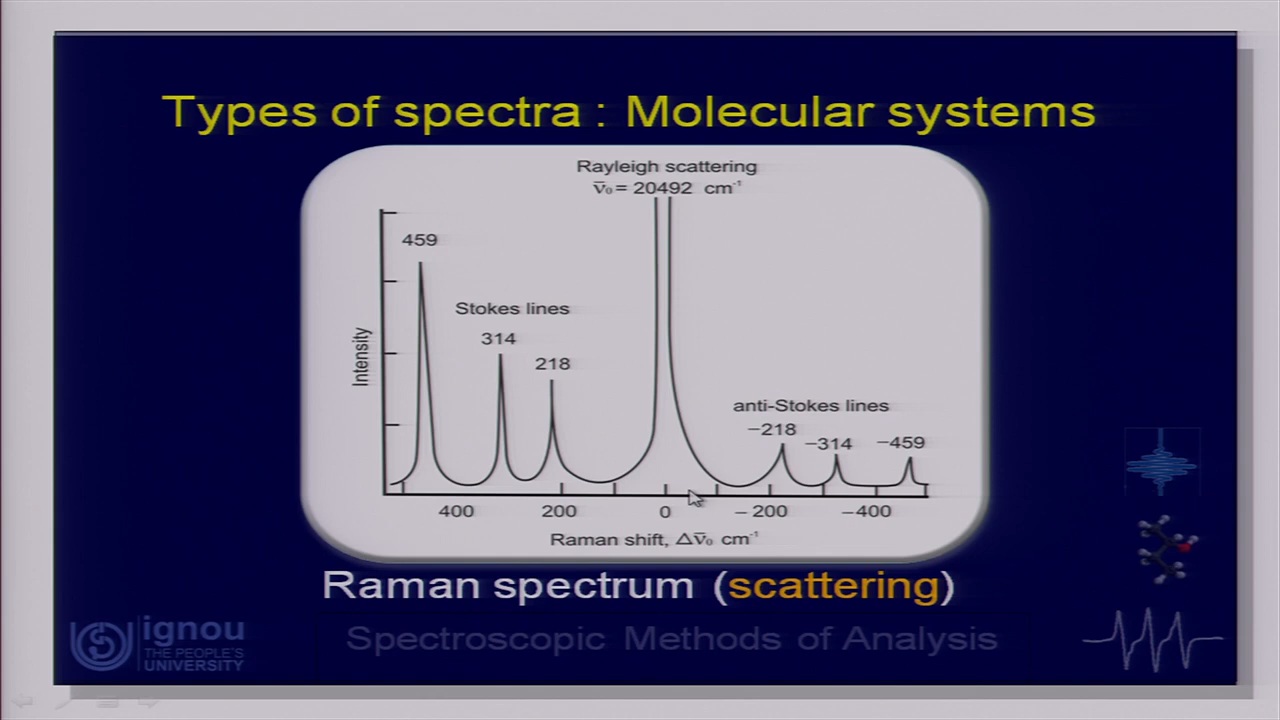 Types of spectra : Molecular systems
Rayleigh scattering
ν̅₀ = 20492 cm⁻¹
459
Stokes lines
314
218
Intensity
anti-Stokes lines
−218
−314
−459
400 200 0 −200 −400
Raman shift, Δν̅₀ cm⁻¹
Raman spectrum (scattering)
ignou
THE PEOPLE'S
UNIVERSITY
Spectroscopic Methods of Analysis